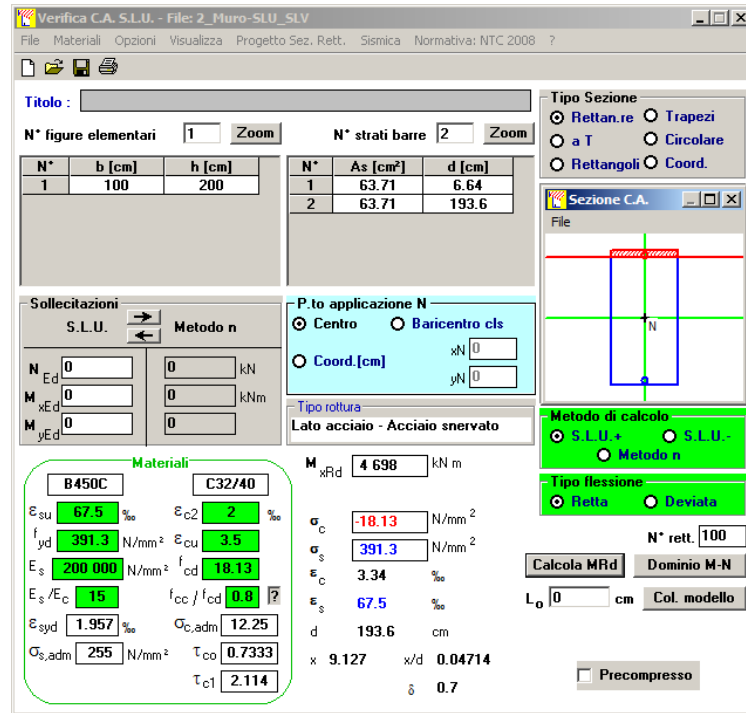 Verifica C.A. S.L.U. - File: 2_Muro-SLU_SLV
File Materiali Opzioni Visualizza Progetto Sez. Rett. Sismica Normativa: NTC 2008 ?
Titolo :
N° figure elementari 1 Zoom
N° strati barre 2 Zoom
N° b [cm] h [cm]
1 100 200
N° As [cm²] d [cm]
1 63.71 6.64
2 63.71 193.6
Tipo Sezione
Rettan.re Trapezi
a T Circolare
Rettangoli Coord.
Sezione C.A.
File
N
Sollecitazioni
S.L.U. Metodo n
N Ed 0 0 kN
M xEd 0 0 kNm
M yEd 0 0
P.to applicazione N
Centro Baricentro cls
Coord.[cm] xN 0
yN 0
Tipo rottura
Lato acciaio - Acciaio snervato
Metodo di calcolo
S.L.U.+ S.L.U.-
Metodo n
Tipo flessione
Retta Deviata
Materiali
B450C C32/40
εsu 67.5 ‰ εc2 2 ‰
fyd 391.3 N/mm² εcu 3.5
Es 200 000 N/mm² fcd 18.13
Es /Ec 15 fcc / fcd 0.8 ?
εsyd 1.957 ‰ σc,adm 12.25
σs,adm 255 N/mm² τco 0.7333
τc1 2.114
M xRd 4 698 kN m
σc -18.13 N/mm²
σs 391.3 N/mm²
εc 3.34 ‰
εs 67.5 ‰
d 193.6 cm
x 9.127 x/d 0.04714
δ 0.7
N° rett. 100
Calcola MRd Dominio M-N
Lo 0 cm Col. modello
Precompresso